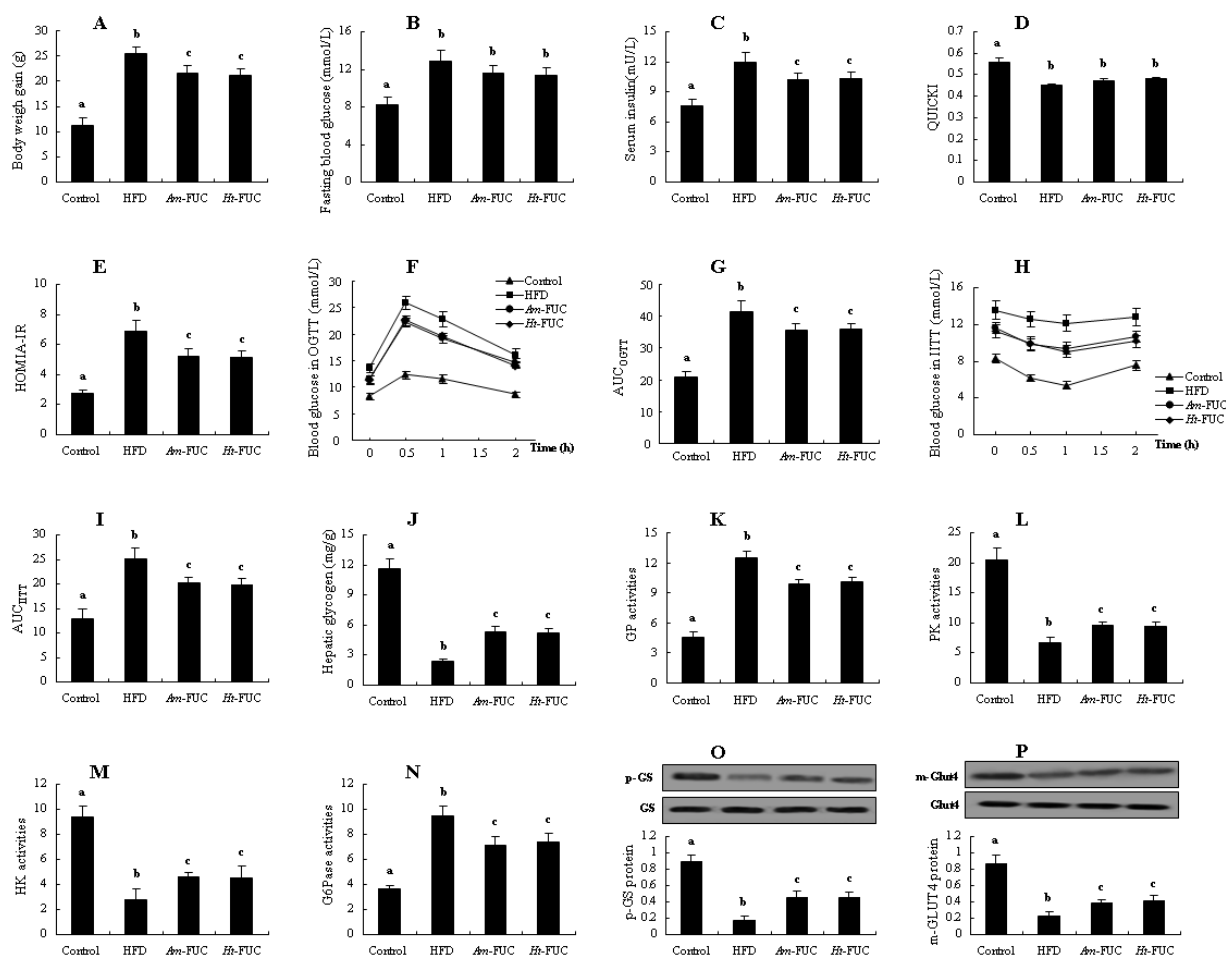 A
Body weigh gain (g)
30
25
20
15
10
5
0
a
b
c
c
Control
HFD
Am-FUC
Ht-FUC
B
Fasting blood glucose (mmol/L)
16
12
8
4
0
a
b
b
b
Control
HFD
Am-FUC
Ht-FUC
C
Serum insulin(mU/L)
15
12
9
6
3
0
a
b
c
c
Control
HFD
Am-FUC
Ht-FUC
D
QUICKI
0.7
0.6
0.5
0.4
0.3
0.2
0.1
0
a
b
b
b
Control
HFD
Am-FUC
Ht-FUC
E
HOMIA-IR
10
8
6
4
2
0
a
b
c
c
Control
HFD
Am-FUC
Ht-FUC
F
Blood glucose in OGTT (mmol/L)
30
25
20
15
10
5
0
Control
HFD
Am-FUC
Ht-FUC
0
0.5
1
1.5
2
Time (h)
G
AUCOGTT
50
40
30
20
10
0
a
b
c
c
Control
HFD
Am-FUC
Ht-FUC
H
Blood glucose in IITT (mmol/L)
16
12
8
4
0
Control
HFD
Am-FUC
Ht-FUC
0
0.5
1
1.5
2
Time (h)
I
AUCIITT
30
25
20
15
10
5
0
a
b
c
c
Control
HFD
Am-FUC
Ht-FUC
J
Hepatic glycogen (mg/g)
15
12
9
6
3
0
a
b
c
c
Control
HFD
Am-FUC
Ht-FUC
K
GP activities
15
12
9
6
3
0
a
b
c
c
Control
HFD
Am-FUC
Ht-FUC
L
PK activities
25
20
15
10
5
0
a
b
c
c
Control
HFD
Am-FUC
Ht-FUC
M
HK activities
12
10
8
6
4
2
0
a
b
c
c
Control
HFD
Am-FUC
Ht-FUC
N
G6Pase activities
12
10
8
6
4
2
0
a
b
c
c
Control
HFD
Am-FUC
Ht-FUC
O
p-GS
GS
p-GS protein
1.2
1
0.8
0.6
0.4
0.2
0
a
b
c
c
Control
HFD
Am-FUC
Ht-FUC
P
m-Glut4
Glut4
m-GLUT4 protein
1.2
1
0.8
0.6
0.4
0.2
0
a
b
c
c
Control
HFD
Am-FUC
Ht-FUC